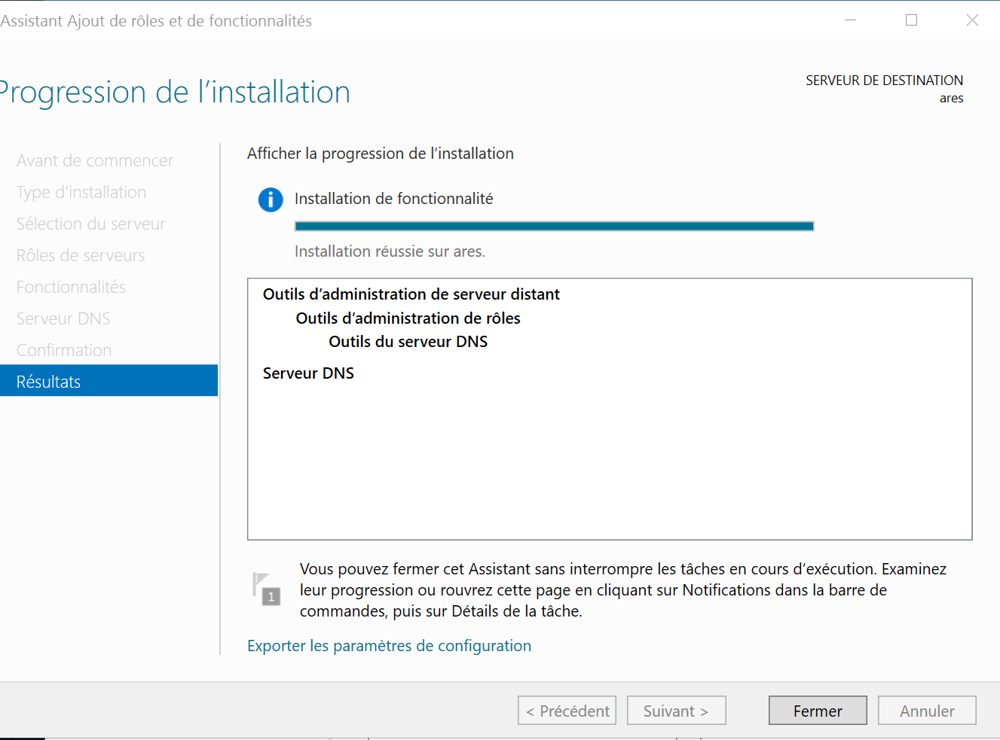 Assistant Ajout de rôles et de fonctionnalités
Progression de l’installation
SERVEUR DE DESTINATION
ares
Avant de commencer
Type d’installation
Sélection du serveur
Rôles de serveurs
Fonctionnalités
Serveur DNS
Confirmation
Résultats
Afficher la progression de l’installation
Installation de fonctionnalité
Installation réussie sur ares.
Outils d’administration de serveur distant
Outils d’administration de rôles
Outils du serveur DNS
Serveur DNS
1
Vous pouvez fermer cet Assistant sans interrompre les tâches en cours d’exécution. Examinez
leur progression ou rouvrez cette page en cliquant sur Notifications dans la barre de
commandes, puis sur Détails de la tâche.
Exporter les paramètres de configuration
< Précédent
Suivant >
Fermer
Annuler